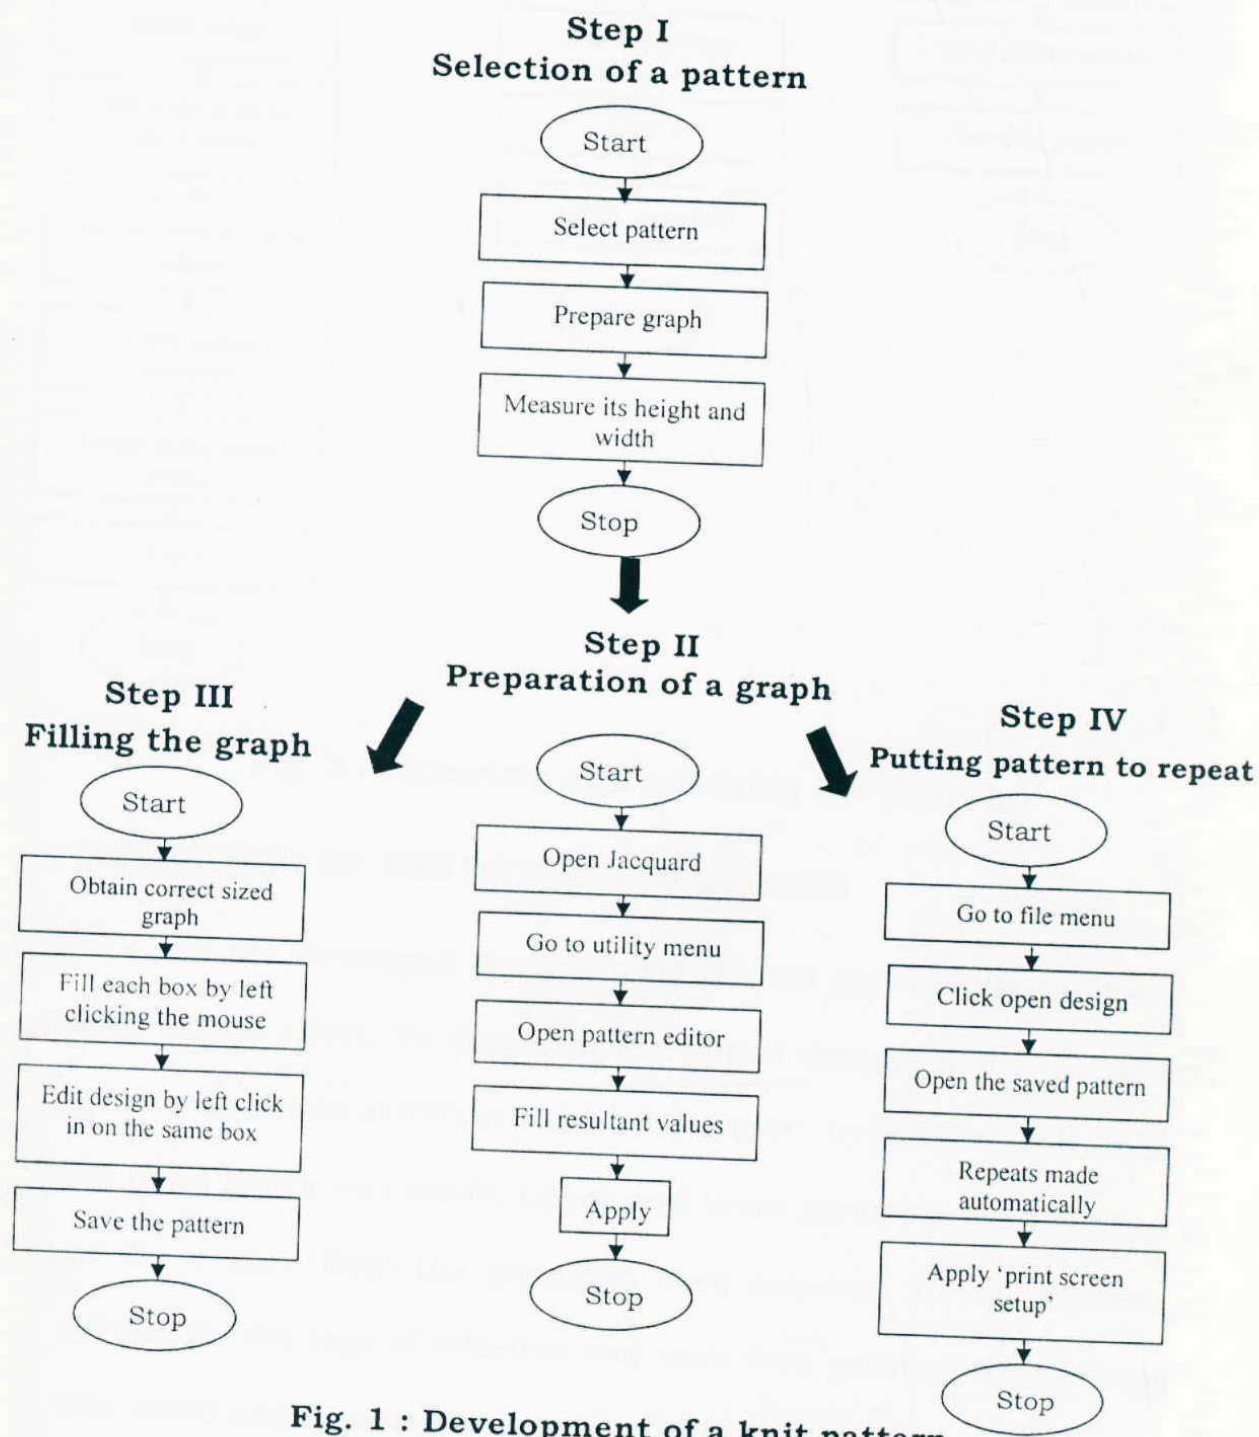 Step I
Selection of a pattern
Start
Select pattern
Prepare graph
Measure its height and
width
Stop
Step II
Preparation of a graph
Start
Open Jacquard
Go to utility menu
Open pattern editor
Fill resultant values
Apply
Stop
Step III
Filling the graph
Start
Obtain correct sized
graph
Fill each box by left
clicking the mouse
Edit design by left click
in on the same box
Save the pattern
Stop
Step IV
Putting pattern to repeat
Start
Go to file menu
Click open design
Open the saved pattern
Repeats made
automatically
Apply ‘print screen
setup’
Stop
Fig. 1 : Development of a knit pattern